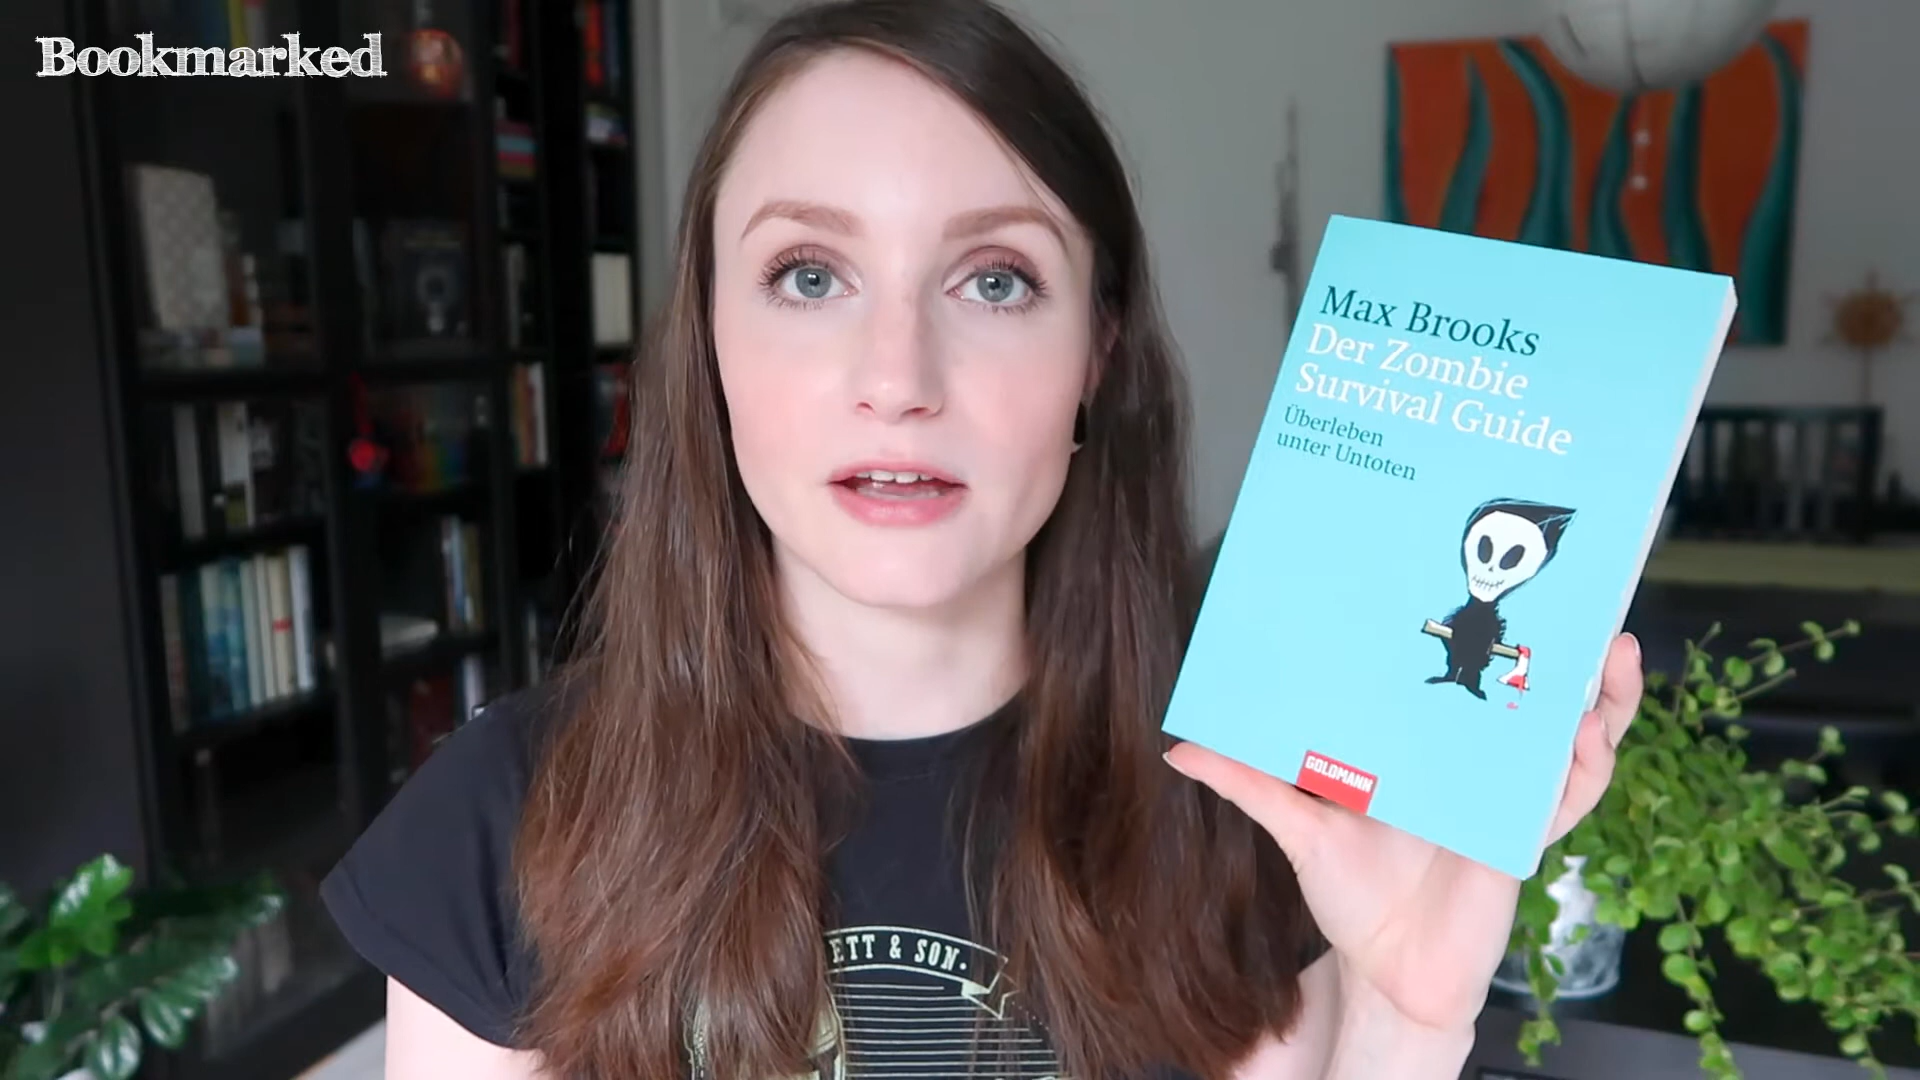 Bookmarked
Max Brooks
Der Zombie
Survival Guide
Überleben
unter Untoten
GOLDMANN
ETT & SON.